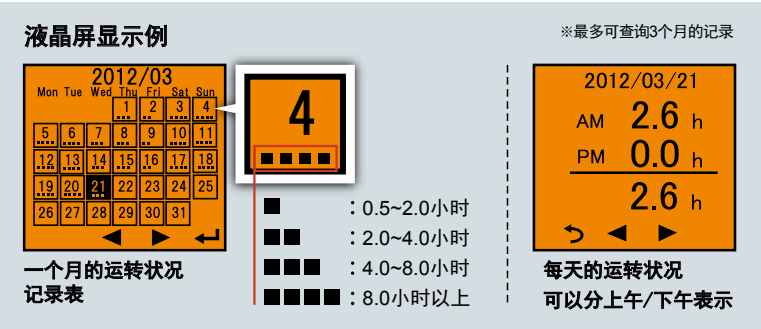 液晶屏显示例
※最多可查询3个月的记录
2012/03
Mon Tue Wed Thu Fri Sat Sun
1 2 3 4
5 6 7 8 9 10 11
12 13 14 15 16 17 18
19 20 21 22 23 24 25
26 27 28 29 30 31
一个月的运转状况
记录表
4
■ :0.5~2.0小时
■■ :2.0~4.0小时
■■■ :4.0~8.0小时
■■■■ :8.0小时以上
2012/03/21
AM 2.6 h
PM 0.0 h
2.6 h
每天的运转状况
可以分上午/下午表示